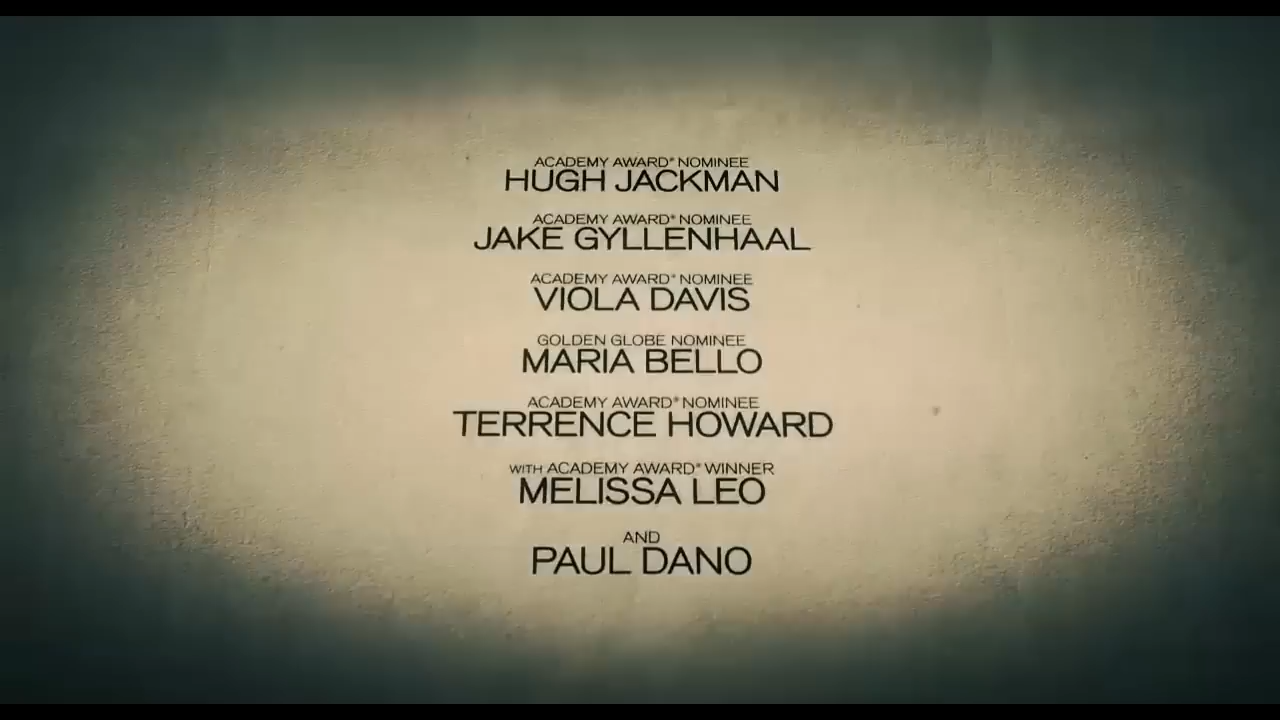 ACADEMY AWARD® NOMINEE
HUGH JACKMAN
ACADEMY AWARD® NOMINEE
JAKE GYLLENHAAL
ACADEMY AWARD® NOMINEE
VIOLA DAVIS
GOLDEN GLOBE NOMINEE
MARIA BELLO
ACADEMY AWARD® NOMINEE
TERRENCE HOWARD
WITH ACADEMY AWARD® WINNER
MELISSA LEO
AND
PAUL DANO